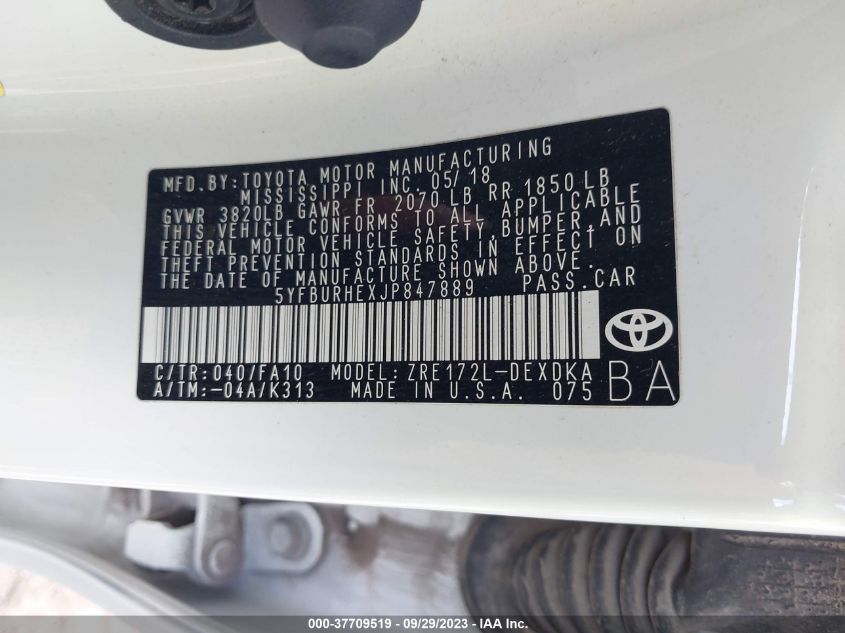 MFD. BY: TOYOTA MOTOR MANUFACTURING
MISSISSIPPI INC. 05/18
GVWR 3820LB GAWR FR 2070 LB RR 1850 LB
THIS VEHICLE CONFORMS TO ALL APPLICABLE
FEDERAL MOTOR VEHICLE SAFETY, BUMPER, AND
THEFT PREVENTION STANDARDS IN EFFECT ON
THE DATE OF MANUFACTURE SHOWN ABOVE.
5YFBURHEXJP847889 PASS. CAR
C/TR: 040/FA10 MODEL: ZRE172L-DEXDKA
A/TM: -04A/K313 MADE IN U.S.A. 075 BA
000-37709519 / 09/29/2023 - IAA Inc.